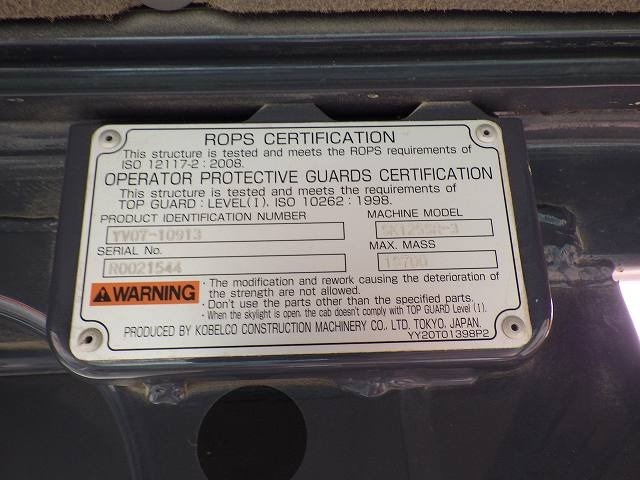 ROPS CERTIFICATION
This structure is tested and meets the ROPS requirements of
ISO 12117-2 : 2008.
OPERATOR PROTECTIVE GUARDS CERTIFICATION
This structure is tested and meets the requirements of
TOP GUARD : LEVEL(I). ISO 10262 : 1998.
PRODUCT IDENTIFICATION NUMBER
YV07-10913
MACHINE MODEL
SK125SR-3
SERIAL No.
R0021544
MAX. MASS
WARNING
· The modification and rework causing the deterioration of
the strength are not allowed.
· Don't use the parts other than the specified parts.
· When the skylight is open, the cab doesn't comply with TOP GUARD Level (I).
PRODUCED BY KOBELCO CONSTRUCTION MACHINERY CO., LTD. TOKYO, JAPAN.
YY20T01398P2